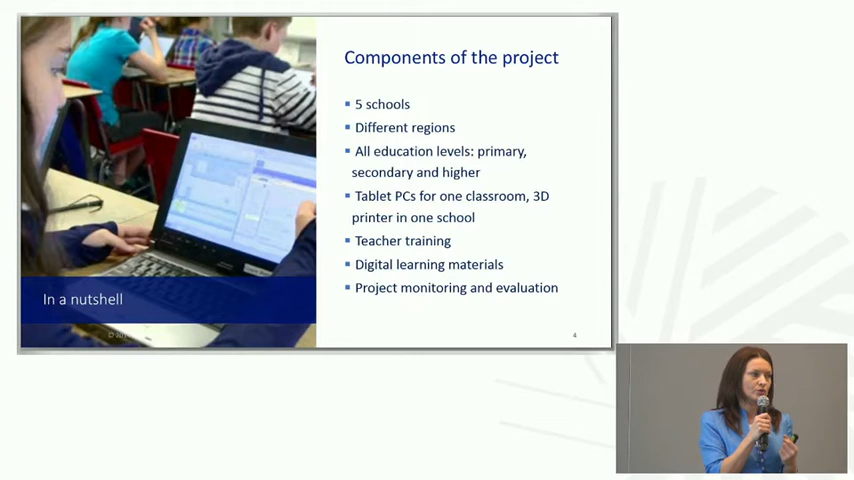 Components of the project
▪ 5 schools
▪ Different regions
▪ All education levels: primary,
secondary and higher
▪ Tablet PCs for one classroom, 3D
printer in one school
▪ Teacher training
▪ Digital learning materials
▪ Project monitoring and evaluation
In a nutshell
4